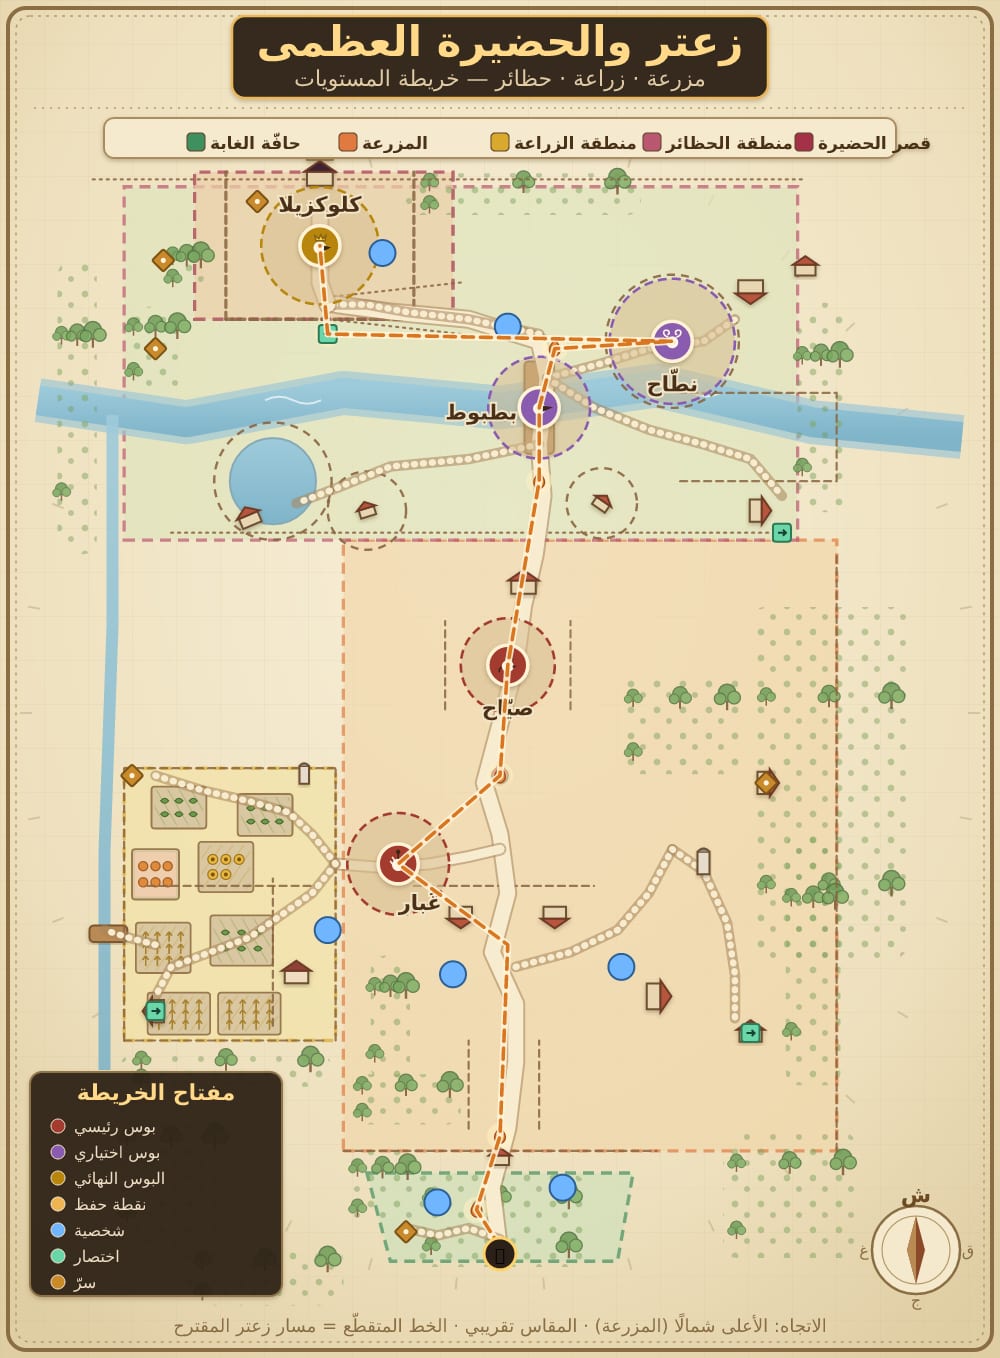 زعتر والحضيرة العظمى
مزرعة · زراعة · حظائر — خريطة المستويات
قصر الحضيرة
منطقة الحظائر
منطقة الزراعة
المزرعة
حافّة الغابة
كلوكزيلا
نطّاح
بطبوط
صيّاح
غبار
مفتاح الخريطة
بوس رئيسي
بوس اختياري
البوس النهائي
نقطة حفظ
شخصية
اختصار
سرّ
ش
غ
ق
ج
الاتجاه: الأعلى شمالًا (المزرعة) · المقاس تقريبي · الخط المتقطّع = مسار زعتر المقترح